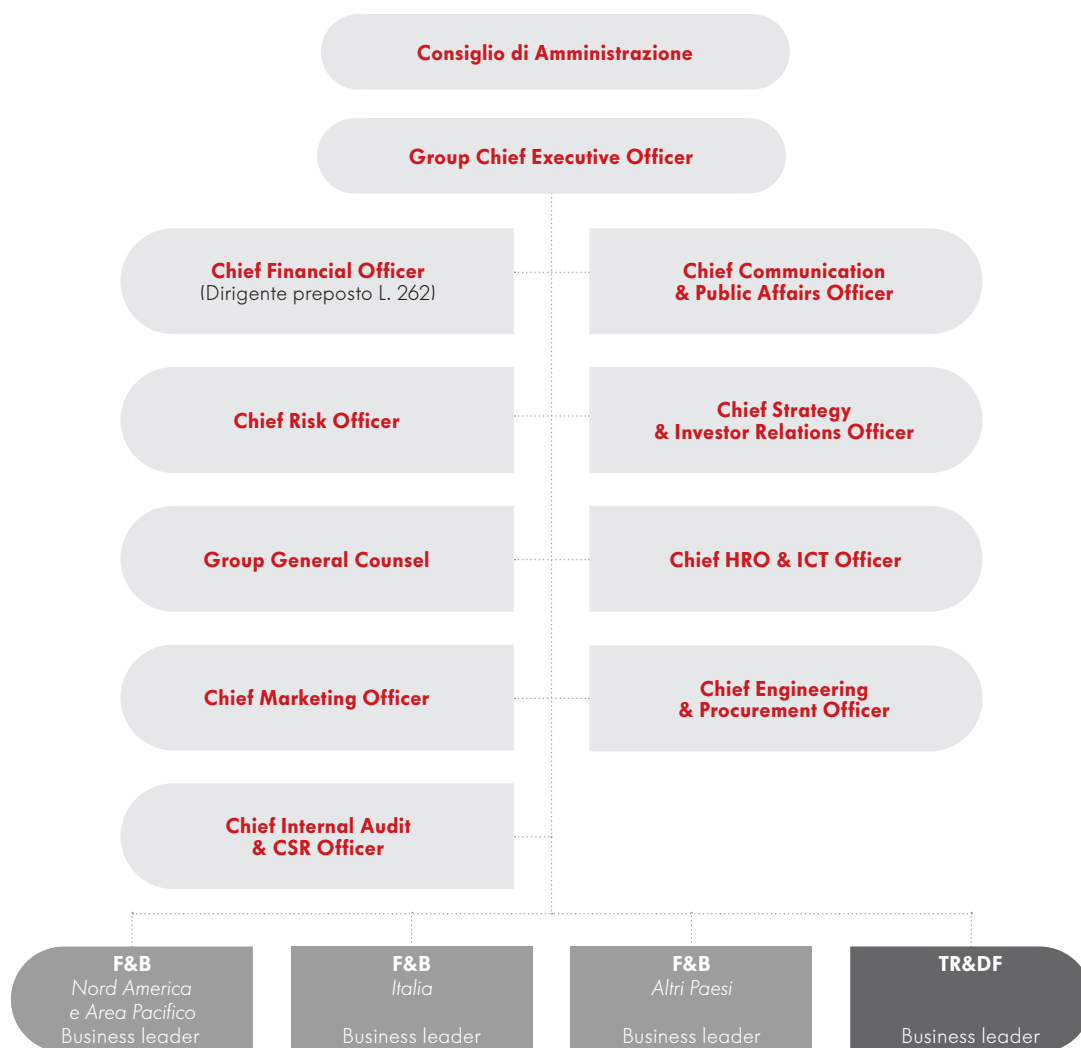 Consiglio di Amministrazione
Group Chief Executive Officer
Chief Financial Officer
(Dirigente preposto L. 262)
Chief Communication
& Public Affairs Officer
Chief Risk Officer
Chief Strategy
& Investor Relations Officer
Group General Counsel
Chief HRO & ICT Officer
Chief Marketing Officer
Chief Engineering
& Procurement Officer
Chief Internal Audit
& CSR Officer
F&B
Nord America
e Area Pacifico
Business leader
F&B
Italia
Business leader
F&B
Altri Paesi
Business leader
TR&DF
Business leader